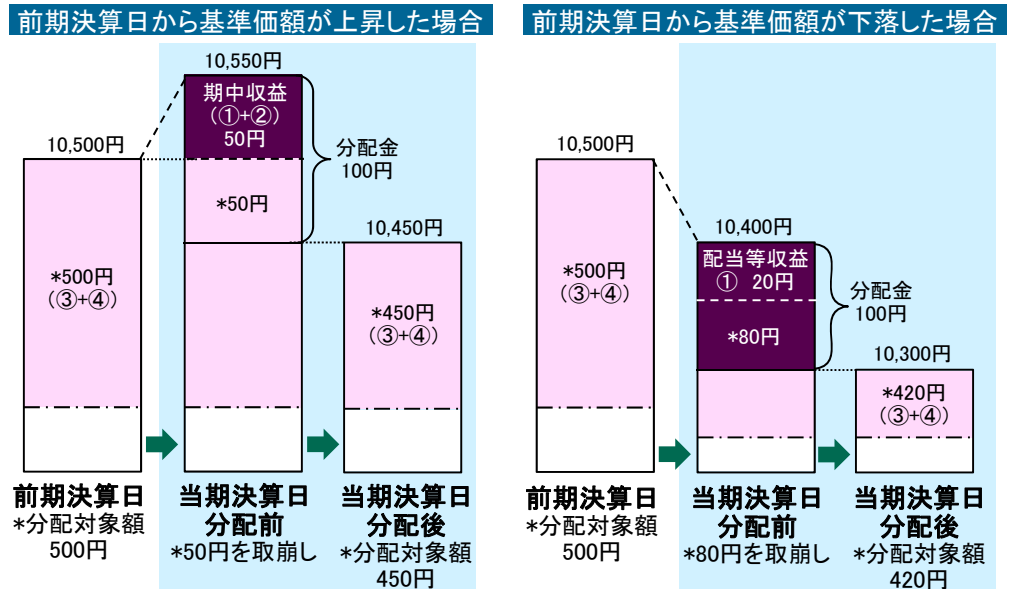 前期決算日から基準価額が上昇した場合
10,550円
期中収益
(①+②)
50円
10,500円
分配金
100円
*50円
10,450円
*500円
(③+④)
*450円
(③+④)
前期決算日
*分配対象額
500円
当期決算日
分配前
*50円を取崩し
当期決算日
分配後
*分配対象額
450円
前期決算日から基準価額が下落した場合
10,500円
10,400円
配当等収益
① 20円
*500円
(③+④)
分配金
100円
*80円
10,300円
*420円
(③+④)
前期決算日
*分配対象額
500円
当期決算日
分配前
*80円を取崩し
当期決算日
分配後
*分配対象額
420円